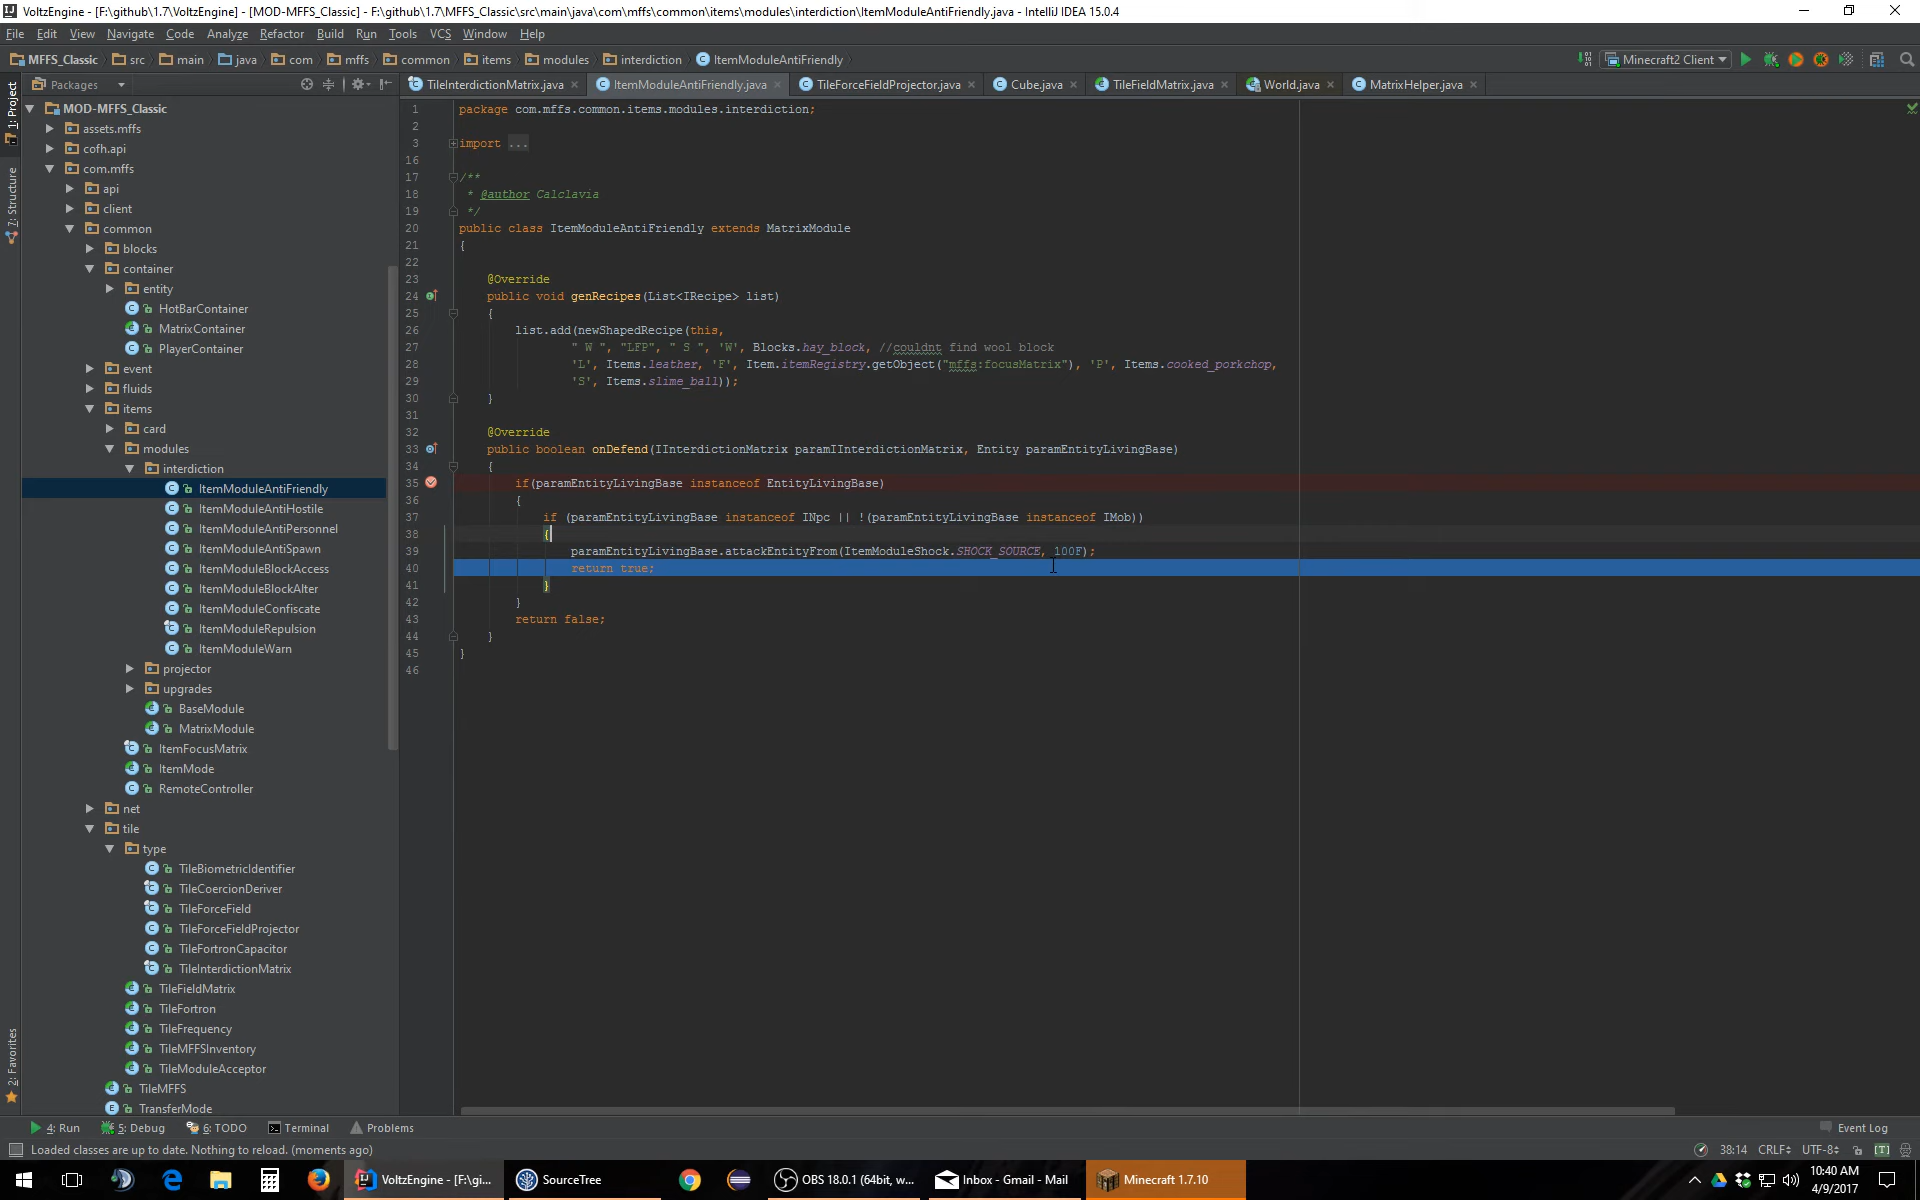 VoltzEngine - [F:\github\1.7\VoltzEngine] - [MOD-MFFS_Classic] - F:\github\1.7\MFFS_Classic\src\main\java\com\mffs\common\items\modules\interdiction\ItemModuleAntiFriendly.java - IntelliJ IDEA 15.0.4
File Edit View Navigate Code Analyze Refactor Build Run Tools VCS Window Help
MFFS_Classic src main java com mffs common items modules interdiction ItemModuleAntiFriendly Minecraft2 Client
Packages
TileInterdictionMatrix.java ItemModuleAntiFriendly.java TileForceFieldProjector.java Cube.java TileFieldMatrix.java World.java MatrixHelper.java
1: Project
7: Structure
2: Favorites
MOD-MFFS_Classic
assets.mffs
cofh.api
com.mffs
api
client
common
blocks
container
entity
HotBarContainer
MatrixContainer
PlayerContainer
event
fluids
items
card
modules
interdiction
ItemModuleAntiFriendly
ItemModuleAntiHostile
ItemModuleAntiPersonnel
ItemModuleAntiSpawn
ItemModuleBlockAccess
ItemModuleBlockAlter
ItemModuleConfiscate
ItemModuleRepulsion
ItemModuleWarn
projector
upgrades
BaseModule
MatrixModule
ItemFocusMatrix
ItemMode
RemoteController
net
tile
type
TileBiometricIdentifier
TileCoercionDeriver
TileForceField
TileForceFieldProjector
TileFortronCapacitor
TileInterdictionMatrix
TileFieldMatrix
TileFortron
TileFrequency
TileMFFSInventory
TileModuleAcceptor
TileMFFS
TransferMode
1 package com.mffs.common.items.modules.interdiction;
2
3 import ...
16
17 /**
18 * @author Calclavia
19 */
20 public class ItemModuleAntiFriendly extends MatrixModule
21 {
22
23 @Override
24 public void genRecipes(List<IRecipe> list)
25 {
26 list.add(newShapedRecipe(this,
27 " W ", "LFP", " S ", 'W', Blocks.hay_block, //couldnt find wool block
28 'L', Items.leather, 'F', Item.itemRegistry.getObject("mffs:focusMatrix"), 'P', Items.cooked_porkchop,
29 'S', Items.slime_ball));
30 }
31
32 @Override
33 public boolean onDefend(IInterdictionMatrix paramIInterdictionMatrix, Entity paramEntityLivingBase)
34 {
35 if(paramEntityLivingBase instanceof EntityLivingBase)
36 {
37 if (paramEntityLivingBase instanceof INpc || !(paramEntityLivingBase instanceof IMob))
38 {
39 paramEntityLivingBase.attackEntityFrom(ItemModuleShock.SHOCK_SOURCE, 100F);
40 return true;
41 }
42 }
43 return false;
44 }
45 }
46
4: Run 5: Debug 6: TODO Terminal Problems Event Log
Loaded classes are up to date. Nothing to reload. (moments ago) 38:14 CRLF UTF-8 [T]
VoltzEngine - [F:\gi... SourceTree OBS 18.0.1 (64bit, w... Inbox - Gmail - Mail Minecraft 1.7.10 10:40 AM
4/9/2017